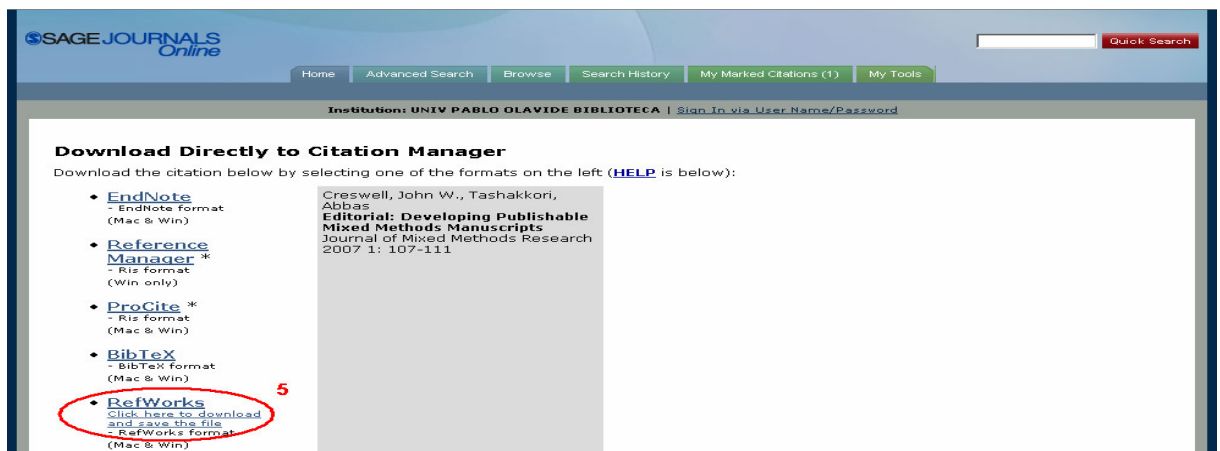 SAGE JOURNALS
Online
Quick Search
Home Advanced Search Browse Search History My Marked Citations (1) My Tools
Institution: UNIV PABLO OLAVIDE BIBLIOTECA | Sign In via User Name/Password
Download Directly to Citation Manager
Download the citation below by selecting one of the formats on the left (HELP is below):
• EndNote
- EndNote format
(Mac & Win)
• Reference
Manager *
- Ris format
(Win only)
• ProCite *
- Ris format
(Mac & Win)
• BibTeX
- BibTeX format
(Mac & Win)
5
• RefWorks
Click here to download
and save the file
- RefWorks format
(Mac & Win)
Creswell, John W., Tashakkori,
Abbas
Editorial: Developing Publishable
Mixed Methods Manuscripts
Journal of Mixed Methods Research
2007 1: 107-111